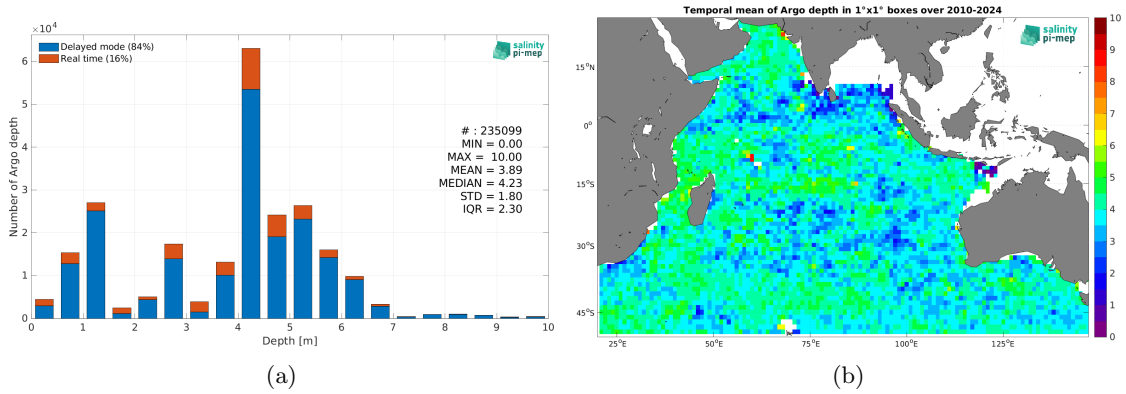 ×10⁴
Delayed mode (84%)
Real time (16%)
salinity
pi-mep
# : 235099
MIN = 0.00
MAX = 10.00
MEAN = 3.89
MEDIAN = 4.23
STD = 1.80
IQR = 2.30
Number of Argo depth
6
5
4
3
2
1
0
0 1 2 3 4 5 6 7 8 9 10
Depth [m]
(a)
Temporal mean of Argo depth in 1°x1° boxes over 2010-2024
salinity
pi-mep
15°N
0°
15°S
30°S
45°S
25°E 50°E 75°E 100°E 125°E
10
9
8
7
6
5
4
3
2
1
0
(b)